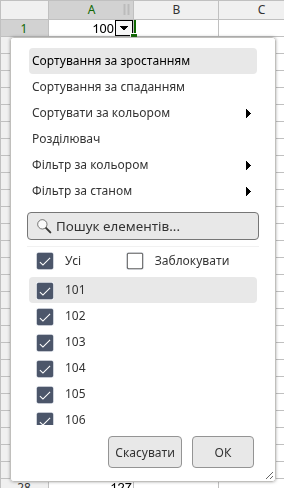 A B C
1 100
Сортування за зростанням
Сортування за спаданням
Сортувати за кольором
Розділювач
Фільтр за кольором
Фільтр за станом
Пошук елементів...
Усі Заблокувати
101
102
103
104
105
106
Скасувати ОК
28 127